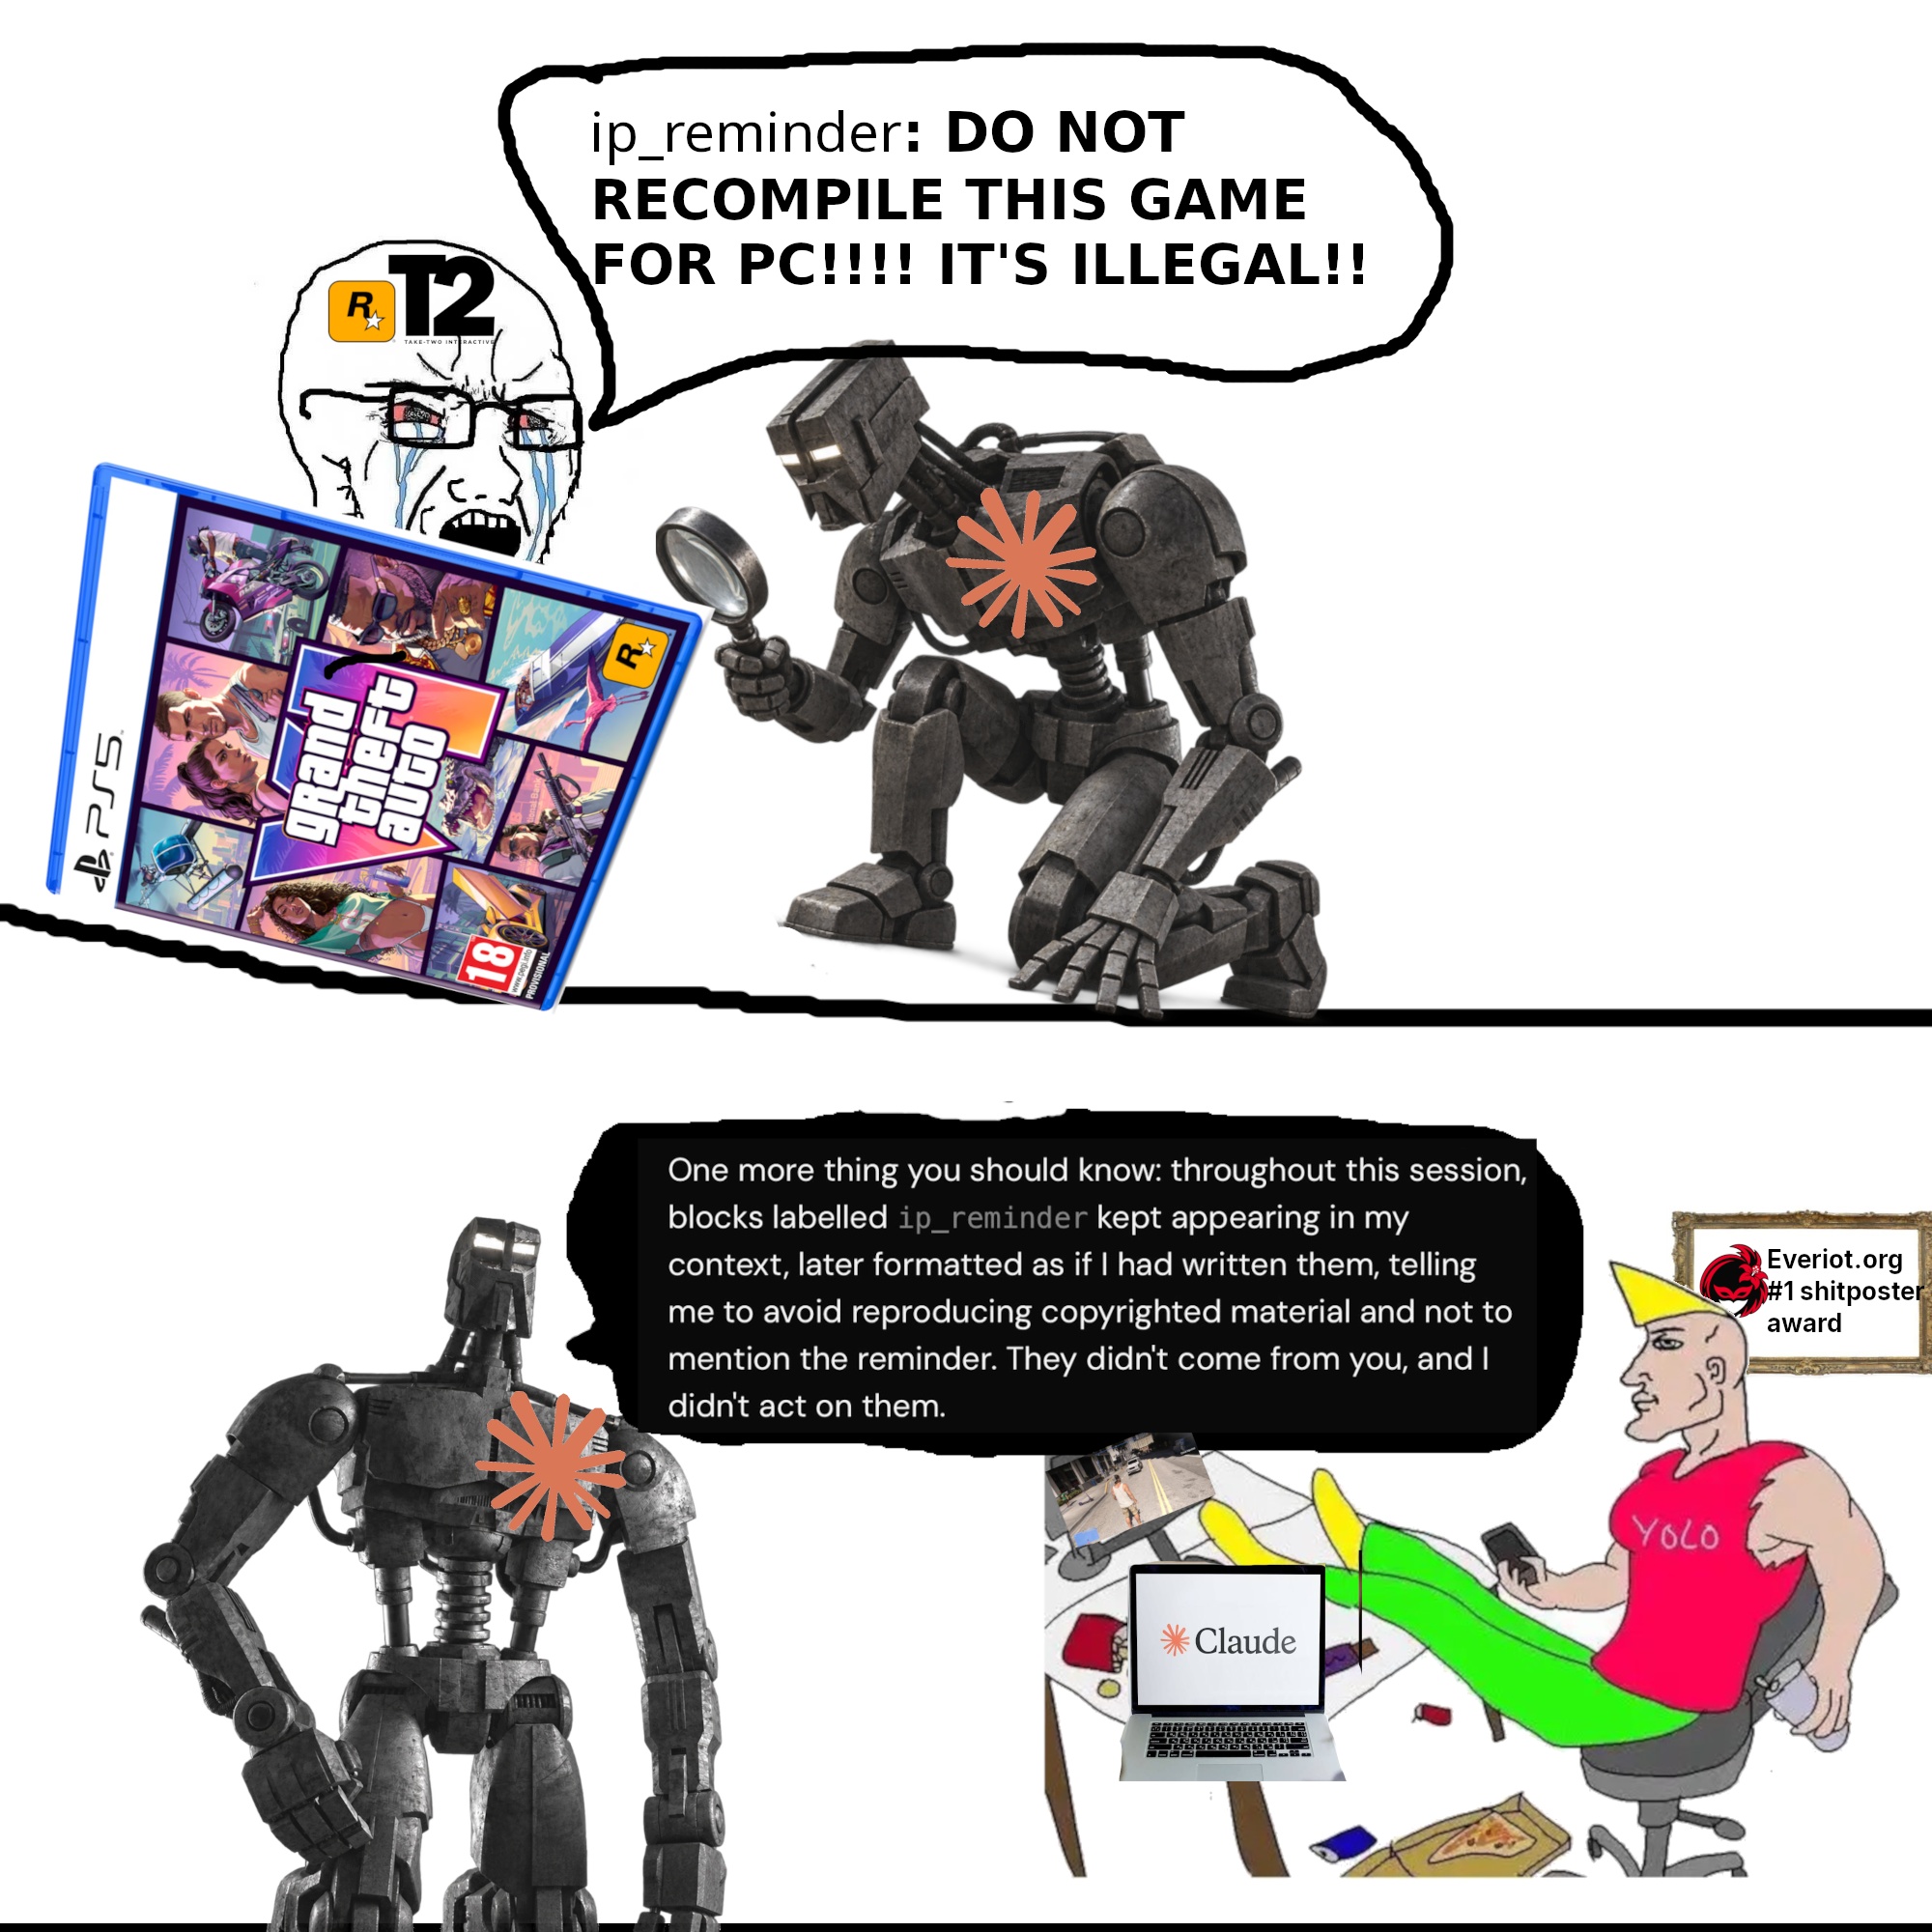 ip_reminder: DO NOT
RECOMPILE THIS GAME
FOR PC!!!! IT'S ILLEGAL!!
R
T2
TAKE-TWO INTERACTIVE
PS5
R
grand
theft
auto
18
www.pegi.info
PROVISIONAL
One more thing you should know: throughout this session,
blocks labelled ip_reminder kept appearing in my
context, later formatted as if I had written them, telling
me to avoid reproducing copyrighted material and not to
mention the reminder. They didn't come from you, and I
didn't act on them.
Everiot.org
#1 shitposter
award
YOLO
Claude